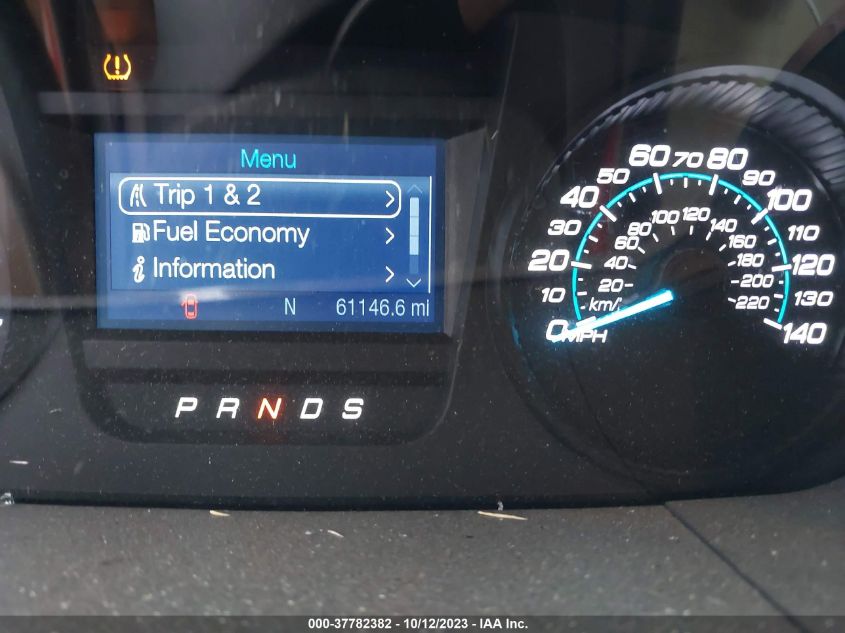 Menu
Trip 1 & 2
Fuel Economy
Information
N 61146.6 mi
P R N D S
0 10 20 30 40 50 60 70 80 90 100 110 120 130 140
MPH
20 40 60 80 100 120 140 160 180 200 220
km/
000-37782382 - 10/12/2023 - IAA Inc.